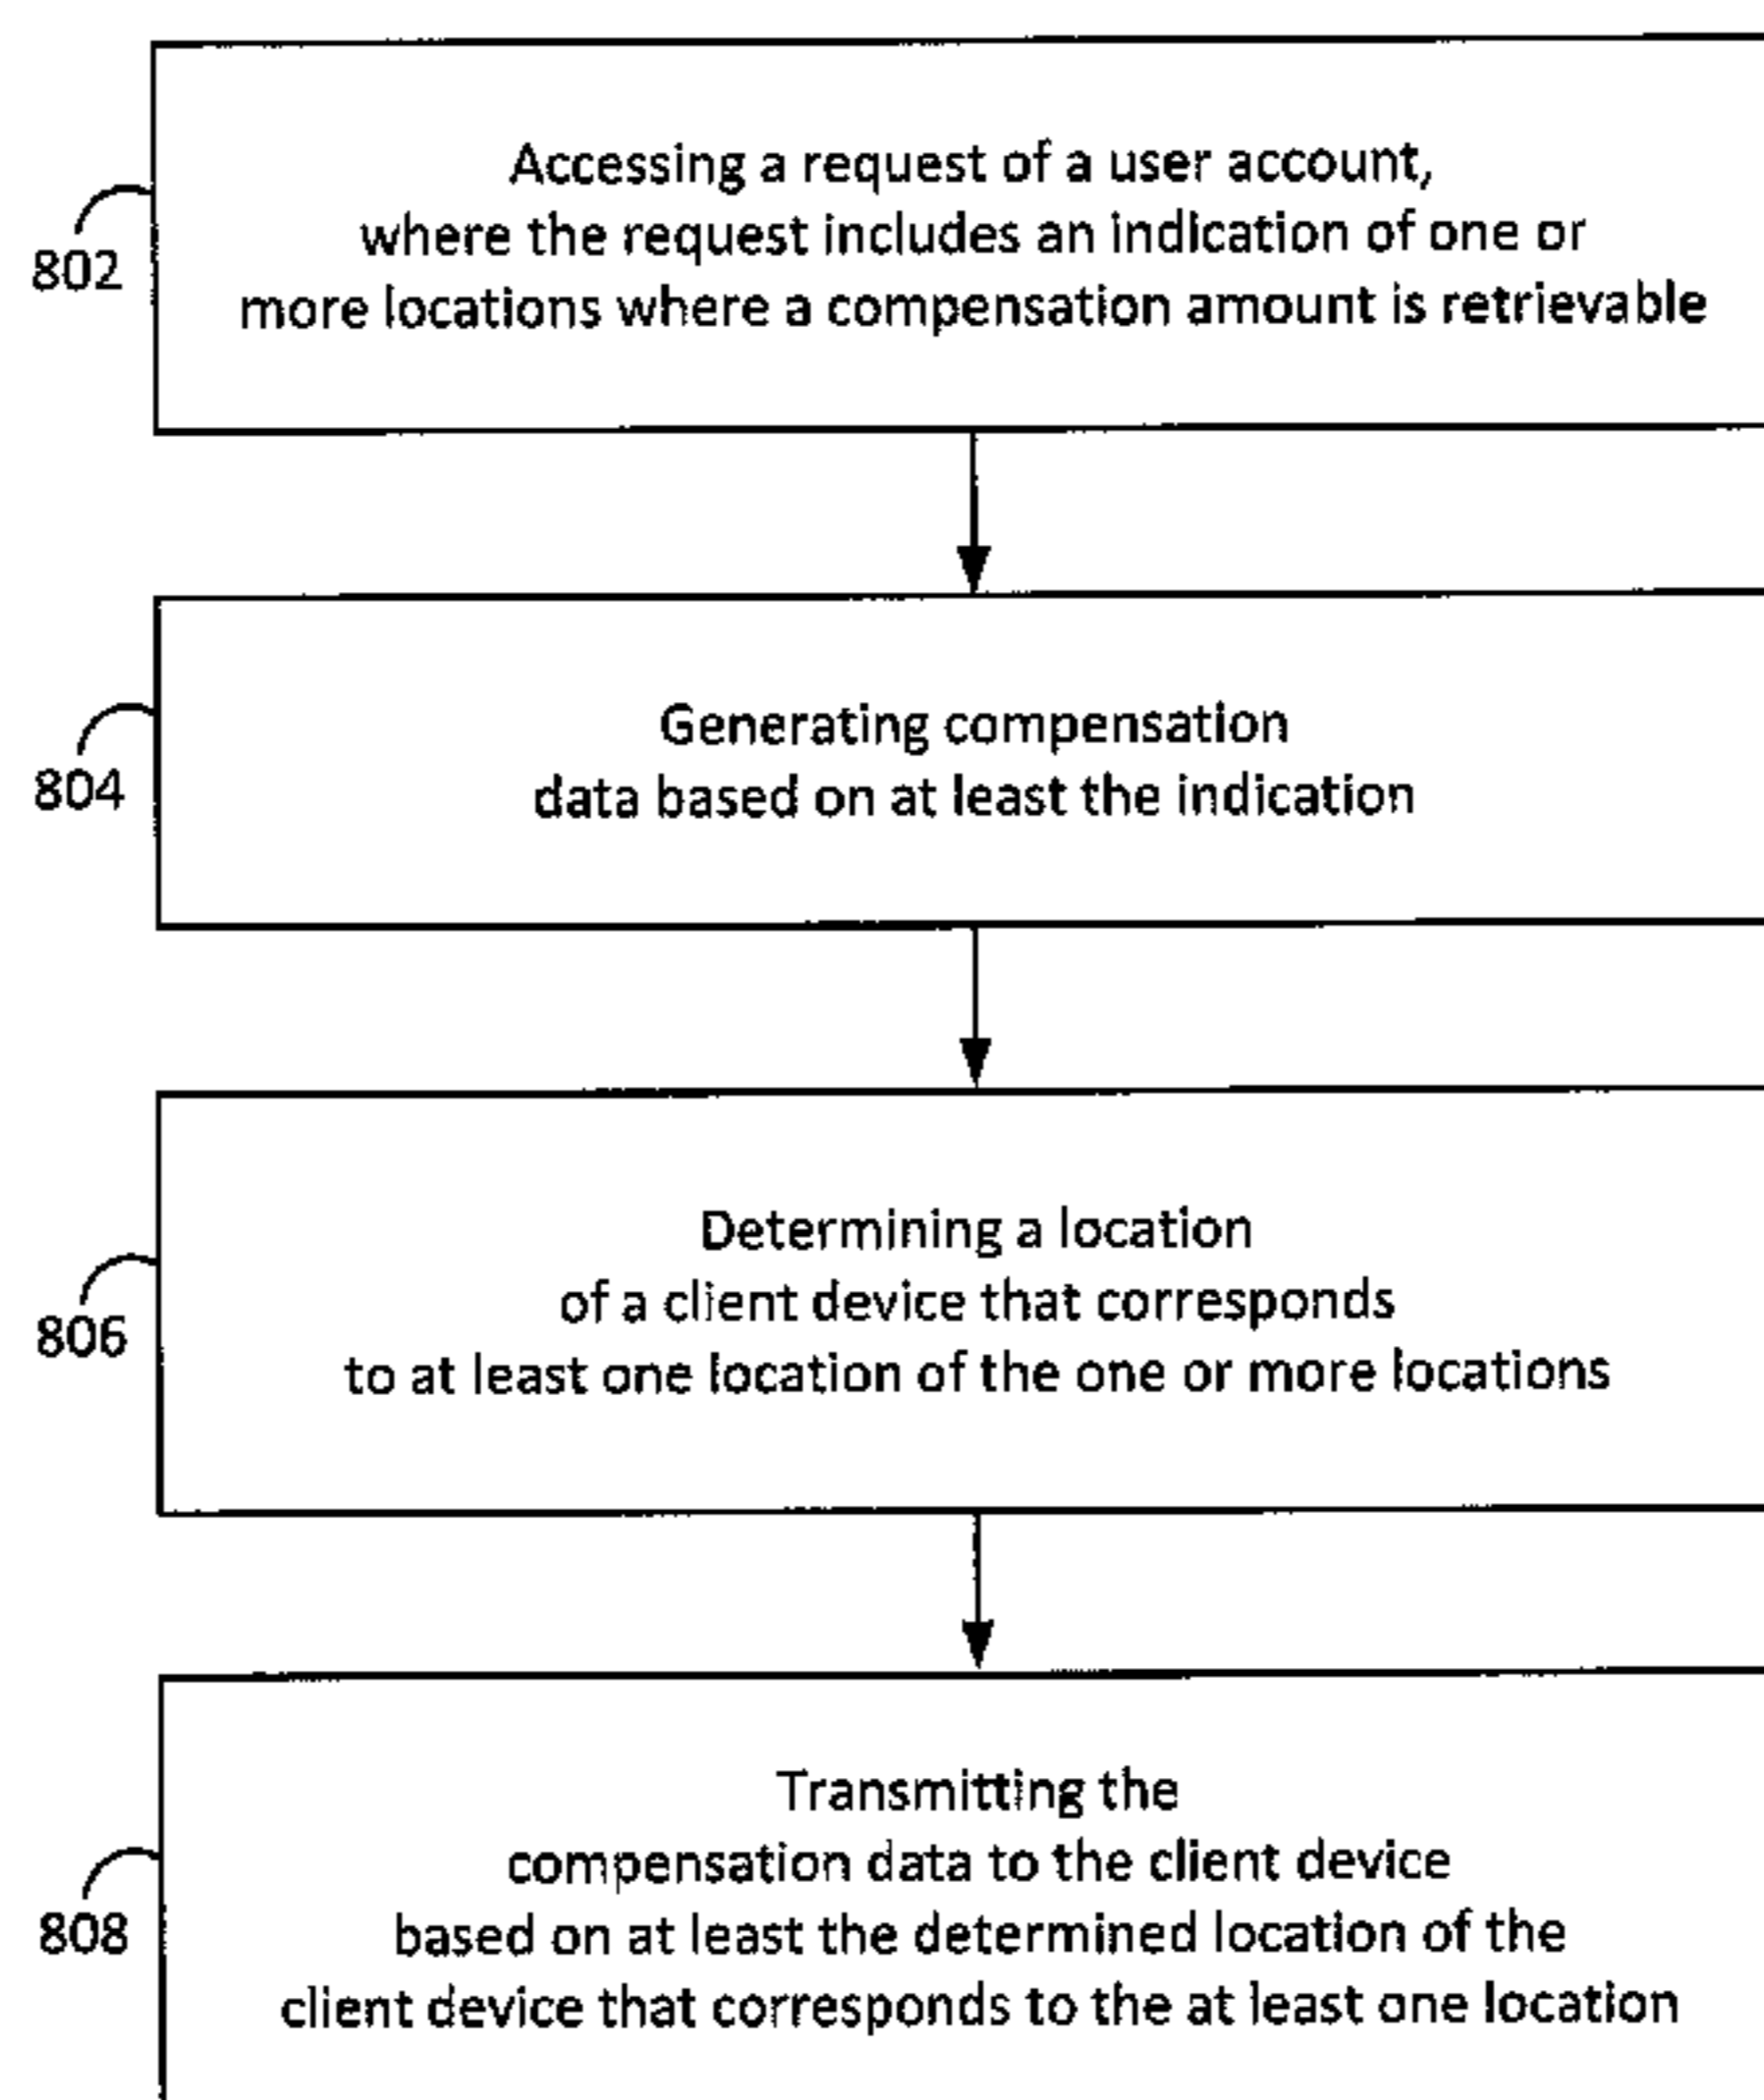 Accessing a request of a user account,
where the request includes an indication of one or
more locations where a compensation amount is retrievable
802
Generating compensation
data based on at least the indication
804
Determining a location
of a client device that corresponds
to at least one location of the one or more locations
806
Transmitting the
compensation data to the client device
based on at least the determined location of the
client device that corresponds to the at least one location
808